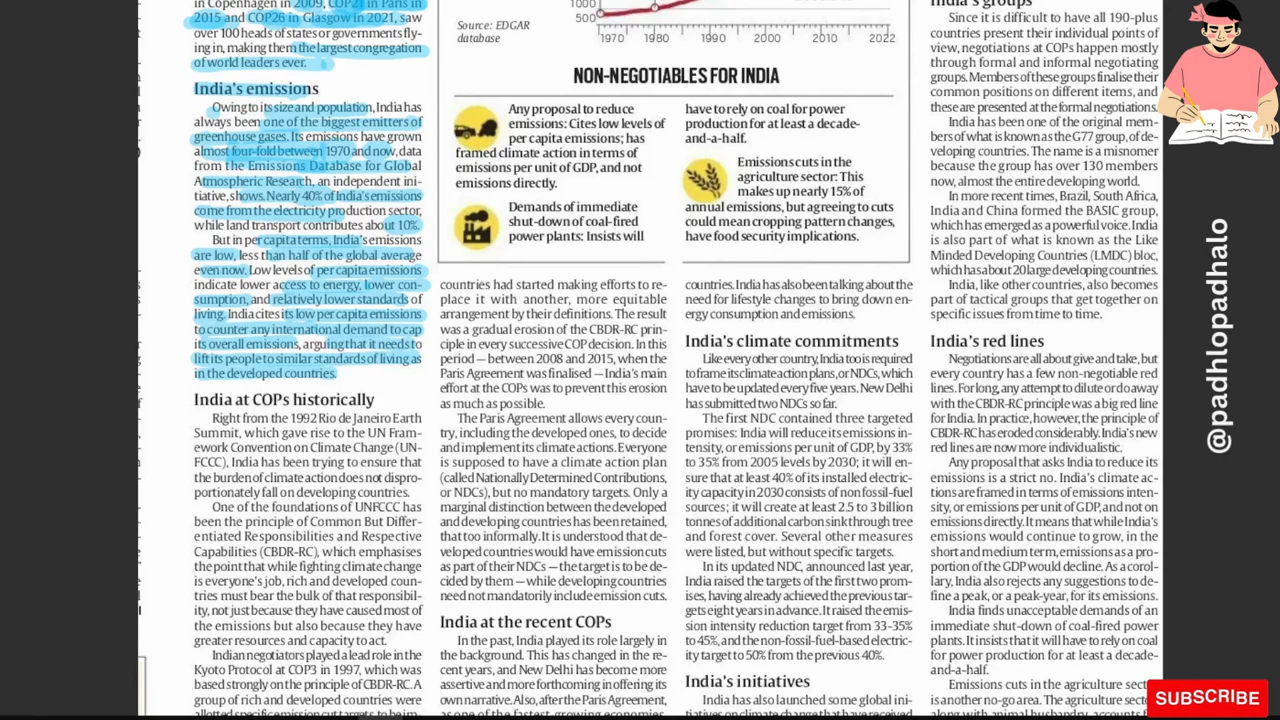 in Copenhagen in 2009, COP21 in Paris in
2015 and COP26 in Glasgow in 2021, saw
over 100 heads of states or governments fly-
ing in, making them the largest congregation
of world leaders ever.
India's emissions
Owing to its size and population, India has
always been one of the biggest emitters of
greenhouse gases. Its emissions have grown
almost four-fold between 1970 and now, data
from the Emissions Database for Global
Atmospheric Research, an independent ini-
tiative, shows. Nearly 40% of India's emissions
come from the electricity production sector,
while land transport contributes about 10%.
But in per capita terms, India's emissions
are low, less than half of the global average
even now. Low levels of per capita emissions
indicate lower access to energy, lower con-
sumption, and relatively lower standards of
living. India cites its low per capita emissions
to counter any international demand to cap
its overall emissions, arguing that it needs to
lift its people to similar standards of living as
in the developed countries.
India at COPs historically
Right from the 1992 Rio de Janeiro Earth
Summit, which gave rise to the UN Fram-
ework Convention on Climate Change (UN-
FCCC), India has been trying to ensure that
the burden of climate action does not dispro-
portionately fall on developing countries.
One of the foundations of UNFCCC has
been the principle of Common But Differ-
entiated Responsibilities and Respective
Capabilities (CBDR-RC), which emphasises
the point that while fighting climate change
is everyone's job, rich and developed coun-
tries must bear the bulk of that responsibil-
ity, not just because they have caused most of
the emissions but also because they have
greater resources and capacity to act.
Indian negotiators played a lead role in the
Kyoto Protocol at COP3 in 1997, which was
based strongly on the principle of CBDR-RC. A
group of rich and developed countries were
allotted specific emission cut targets to be im-
1000
500
1970 1980 1990 2000 2010 2022
Source: EDGAR
database
NON-NEGOTIABLES FOR INDIA
Any proposal to reduce
emissions: Cites low levels of
per capita emissions; has
framed climate action in terms of
emissions per unit of GDP, and not
emissions directly.
Demands of immediate
shut-down of coal-fired
power plants: Insists will
have to rely on coal for power
production for at least a decade-
and-a-half.
Emissions cuts in the
agriculture sector: This
makes up nearly 15% of
annual emissions, but agreeing to cuts
could mean cropping pattern changes,
have food security implications.
countries had started making efforts to re-
place it with another, more equitable
arrangement by their definitions. The result
was a gradual erosion of the CBDR-RC prin-
ciple in every successive COP decision. In this
period — between 2008 and 2015, when the
Paris Agreement was finalised — India's main
effort at the COPs was to prevent this erosion
as much as possible.
The Paris Agreement allows every coun-
try, including the developed ones, to decide
and implement its climate actions. Everyone
is supposed to have a climate action plan
(called Nationally Determined Contributions,
or NDCs), but no mandatory targets. Only a
marginal distinction between the developed
and developing countries has been retained,
that too informally. It is understood that de-
veloped countries would have emission cuts
as part of their NDCs — the target is to be de-
cided by them — while developing countries
need not mandatorily include emission cuts.
India at the recent COPs
In the past, India played its role largely in
the background. This has changed in the re-
cent years, and New Delhi has become more
assertive and more forthcoming in offering its
own narrative. Also, after the Paris Agreement,
as one of the fastest-growing economies,
countries. India has also been talking about the
need for lifestyle changes to bring down en-
ergy consumption and emissions.
India's climate commitments
Like every other country, India too is required
to frame its climate action plans, or NDCs, which
have to be updated every five years. New Delhi
has submitted two NDCs so far.
The first NDC contained three targeted
promises: India will reduce its emissions in-
tensity, or emissions per unit of GDP, by 33%
to 35% from 2005 levels by 2030; it will en-
sure that at least 40% of its installed electric-
ity capacity in 2030 consists of non fossil-fuel
sources; it will create at least 2.5 to 3 billion
tonnes of additional carbon sink through tree
and forest cover. Several other measures
were listed, but without specific targets.
In its updated NDC, announced last year,
India raised the targets of the first two prom-
ises, having already achieved the previous tar-
gets eight years in advance. It raised the emis-
sion intensity reduction target from 33-35%
to 45%, and the non-fossil-fuel-based electric-
ity target to 50% from the previous 40%.
India's initiatives
India has also launched some global ini-
tiatives on climate change that have received
India's groups
Since it is difficult to have all 190-plus
countries present their individual points of
view, negotiations at COPs happen mostly
through formal and informal negotiating
groups. Members of these groups finalise their
common positions on different items, and
these are presented at the formal negotiations.
India has been one of the original mem-
bers of what is known as the G77 group, of de-
veloping countries. The name is a misnomer
because the group has over 130 members
now, almost the entire developing world.
In more recent times, Brazil, South Africa,
India and China formed the BASIC group,
which has emerged as a powerful voice. India
is also part of what is known as the Like
Minded Developing Countries (LMDC) bloc,
which has about 20 large developing countries.
India, like other countries, also becomes
part of tactical groups that get together on
specific issues from time to time.
India's red lines
Negotiations are all about give and take, but
every country has a few non-negotiable red
lines. For long, any attempt to dilute or do away
with the CBDR-RC principle was a big red line
for India. In practice, however, the principle of
CBDR-RC has eroded considerably. India's new
red lines are now more individualistic.
Any proposal that asks India to reduce its
emissions is a strict no. India's climate ac-
tions are framed in terms of emissions inten-
sity, or emissions per unit of GDP, and not on
emissions directly. It means that while India's
emissions would continue to grow, in the
short and medium term, emissions as a pro-
portion of the GDP would decline. As a corol-
lary, India also rejects any suggestions to de-
fine a peak, or a peak-year, for its emissions.
India finds unacceptable demands of an
immediate shut-down of coal-fired power
plants. It insists that it will have to rely on coal
for power production for at least a decade-
and-a-half.
Emissions cuts in the agriculture sect
is another no-go area. The agriculture sect
along with animal husbandry, accounts f
@padhlopadhalo
SUBSCRIBE